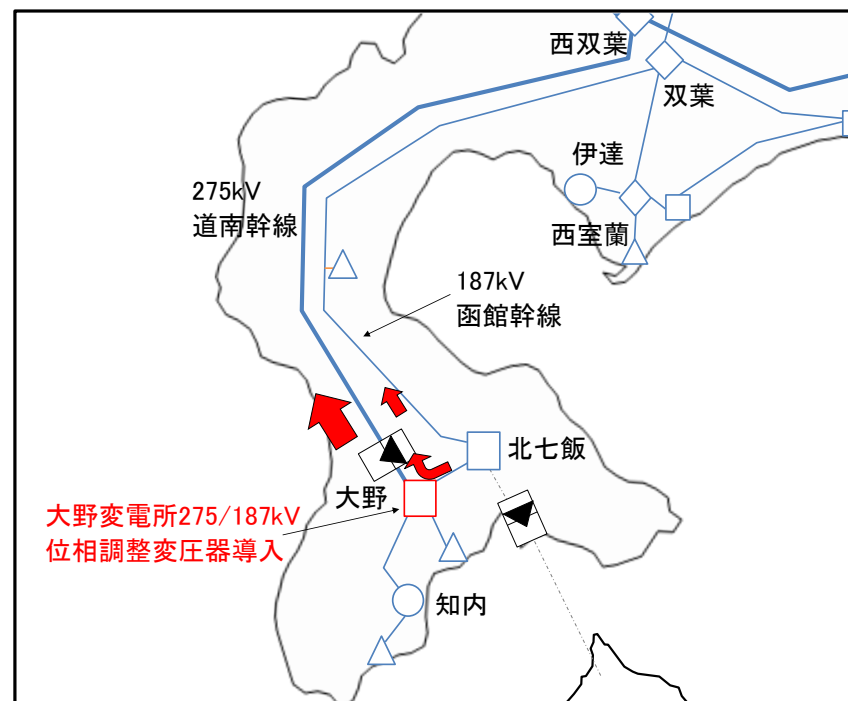 西双葉
双葉
伊達
275kV
道南幹線
西室蘭
187kV
函館幹線
北七飯
大野
大野変電所275/187kV
位相調整変圧器導入
知内